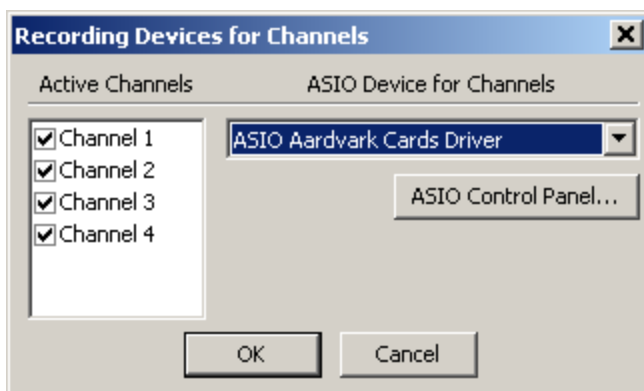 Recording Devices for Channels
Active Channels
ASIO Device for Channels
Channel 1
Channel 2
Channel 3
Channel 4
ASIO Aardvark Cards Driver
ASIO Control Panel...
OK
Cancel